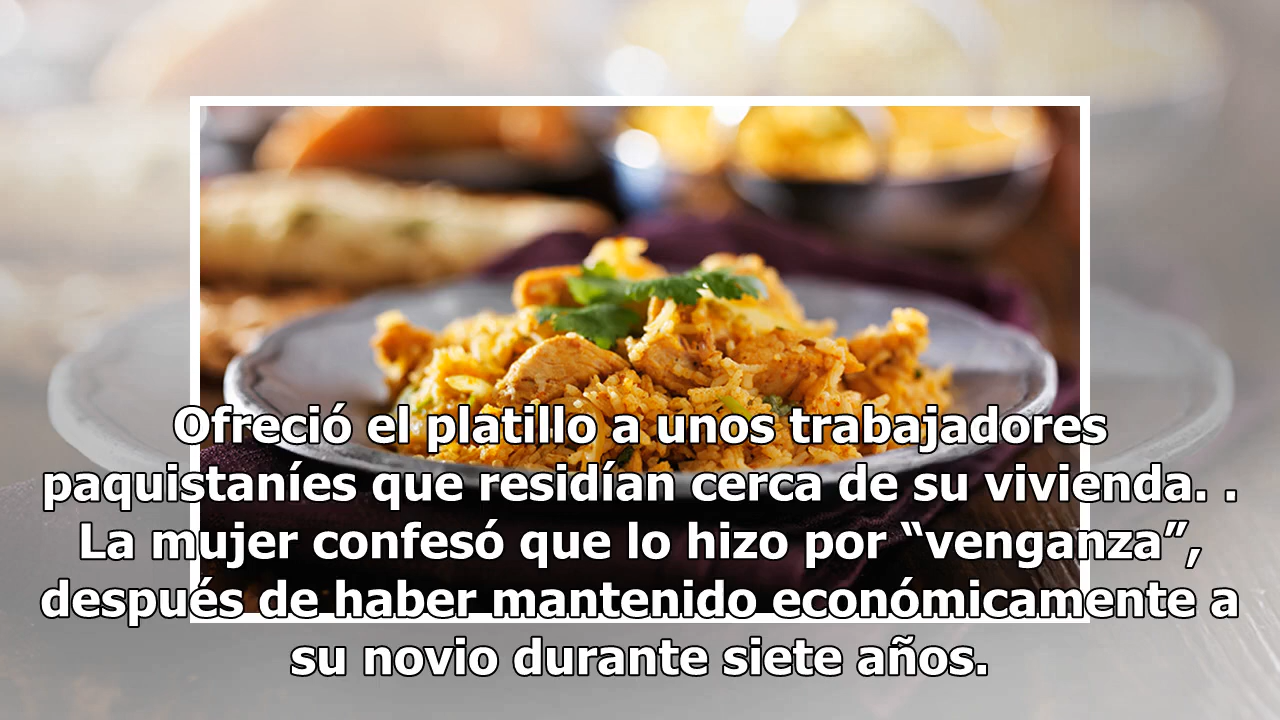 Ofreció el platillo a unos trabajadores
paquistaníes que residían cerca de su vivienda. .
La mujer confesó que lo hizo por “venganza”,
después de haber mantenido económicamente a
su novio durante siete años.